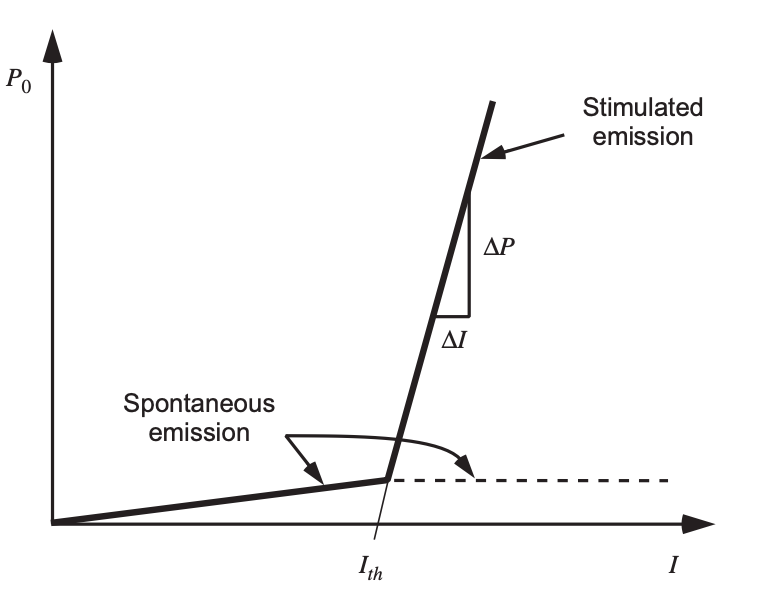 P₀
Stimulated
emission
ΔP
ΔI
Spontaneous
emission
Iₜₕ
I